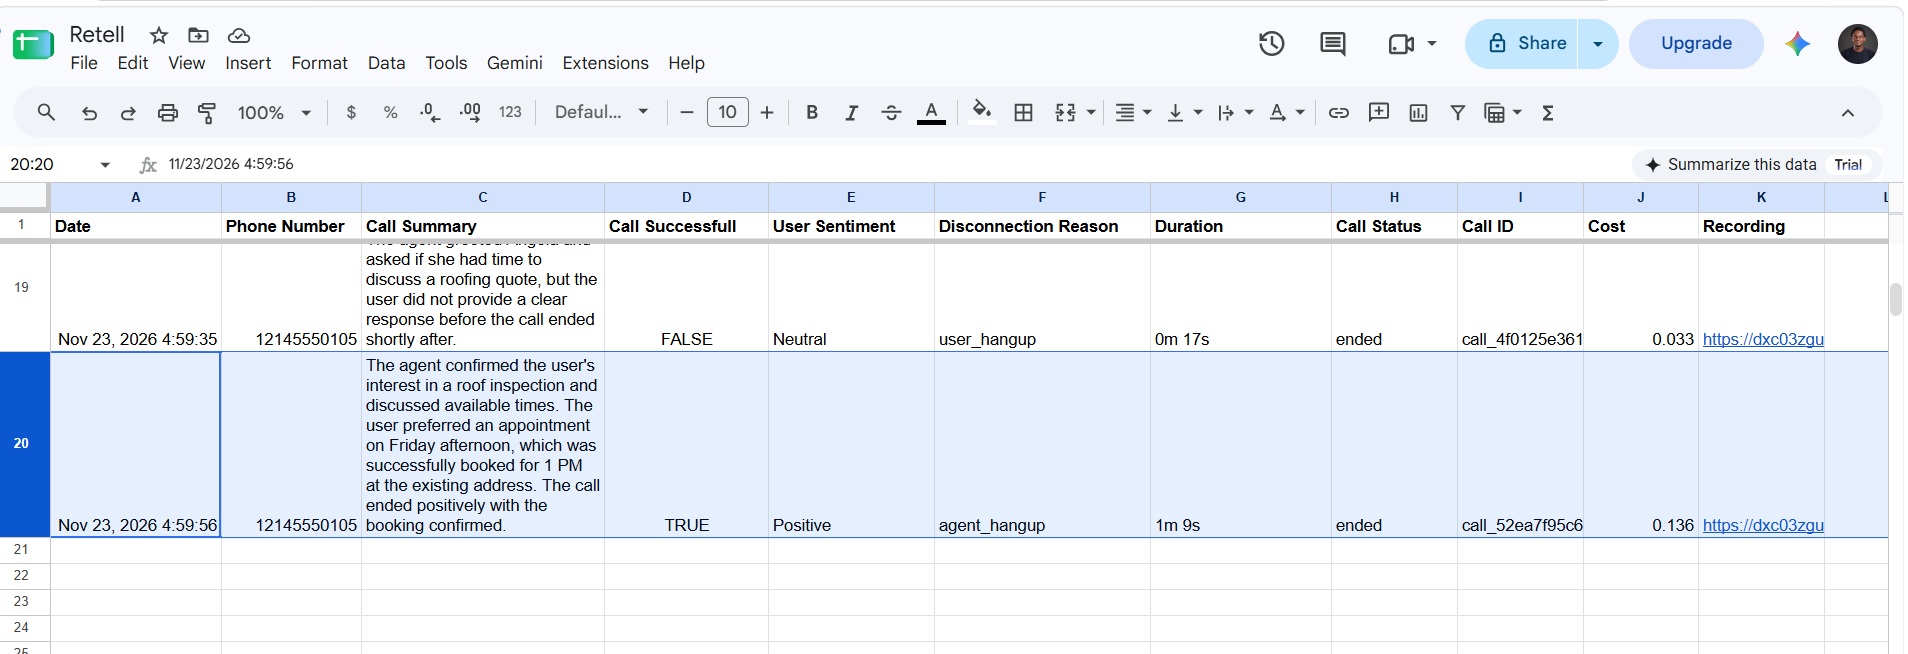 Retell
File Edit View Insert Format Data Tools Gemini Extensions Help
Share
Upgrade
100% $ % .0 .00 123 Defaul... 10 B I A
20:20 11/23/2026 4:59:56
Summarize this data Trial
A B C D E F G H I J K L
1 Date Phone Number Call Summary Call Successfull User Sentiment Disconnection Reason Duration Call Status Call ID Cost Recording
The agent greeted Angela and
asked if she had time to
discuss a roofing quote, but the
user did not provide a clear
response before the call ended
19 Nov 23, 2026 4:59:35 12145550105 shortly after. FALSE Neutral user_hangup 0m 17s ended call_4f0125e361 0.033 https://dxc03zgu
The agent confirmed the user's
interest in a roof inspection and
discussed available times. The
user preferred an appointment
on Friday afternoon, which was
successfully booked for 1 PM
at the existing address. The call
ended positively with the
20 Nov 23, 2026 4:59:56 12145550105 booking confirmed. TRUE Positive agent_hangup 1m 9s ended call_52ea7f95c6 0.136 https://dxc03zgu
21
22
23
24
25